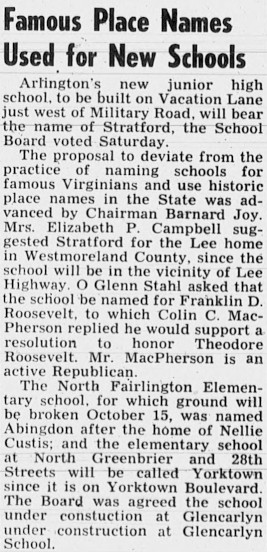 Famous Place Names
Used for New Schools
Arlington's new junior high
school, to be built on Vacation Lane
just west of Military Road, will bear
the name of Stratford, the School
Board voted Saturday.
The proposal to deviate from the
practice of naming schools for
famous Virginians and use historic
place names in the State was ad-
vanced by Chairman Barnard Joy.
Mrs. Elizabeth P. Campbell sug-
gested Stratford for the Lee home
in Westmoreland County, since the
school will be in the vicinity of Lee
Highway. O Glenn Stahl asked that
the school be named for Franklin D.
Roosevelt, to which Colin C. Mac-
Pherson replied he would support a
resolution to honor Theodore
Roosevelt. Mr. MacPherson is an
active Republican.
The North Fairlington Elemen-
tary school, for which ground will
be broken October 15, was named
Abingdon after the home of Nellie
Custis; and the elementary school
at North Greenbrier and 28th
Streets will be called Yorktown
since it is on Yorktown Boulevard.
The Board was agreed the school
under constuction at Glencarlyn
under construction at Glencarlyn
School.